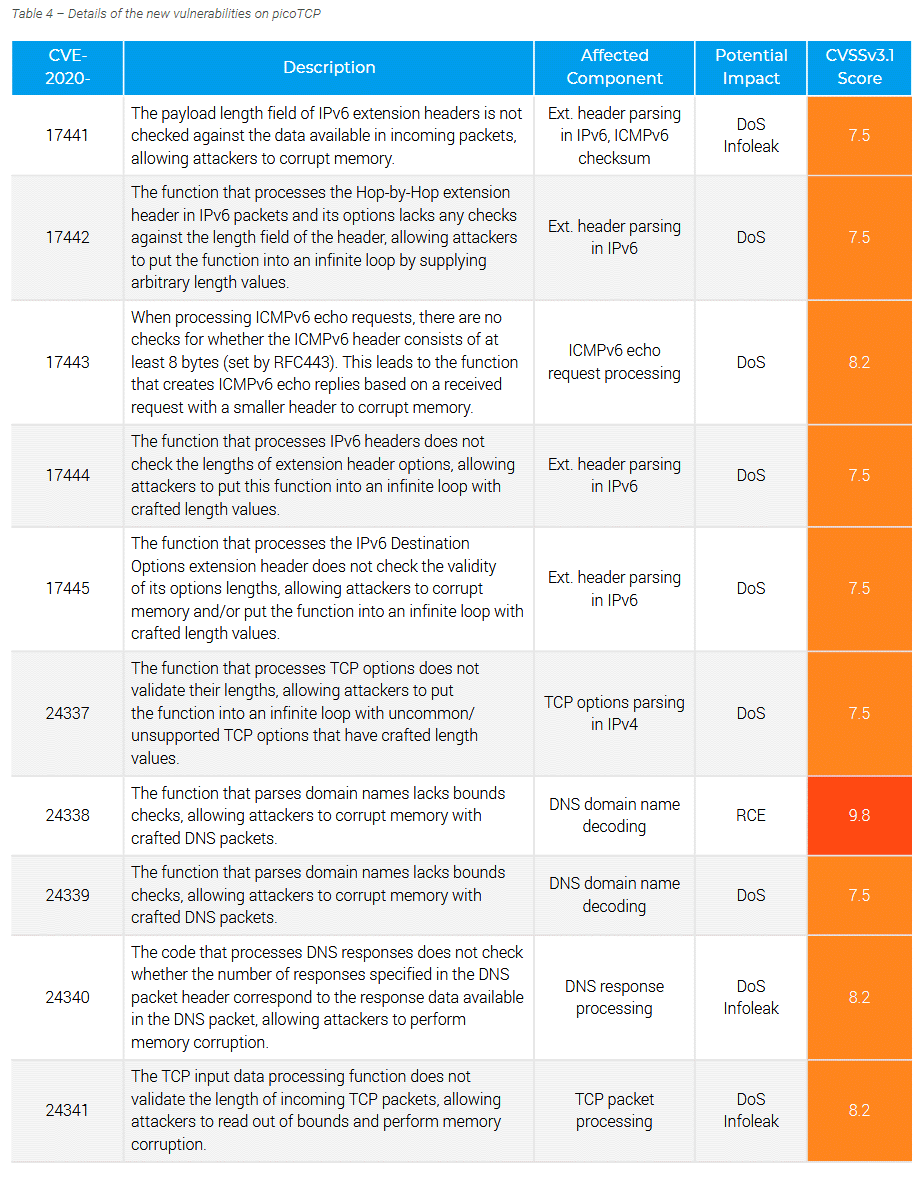 Table 4 – Details of the new vulnerabilities on picoTCP
CVE-
2020-
Description
Affected
Component
Potential
Impact
CVSSv3.1
Score
17441
The payload length field of IPv6 extension headers is not
checked against the data available in incoming packets,
allowing attackers to corrupt memory.
Ext. header parsing
in IPv6, ICMPv6
checksum
DoS
Infoleak
7.5
17442
The function that processes the Hop-by-Hop extension
header in IPv6 packets and its options lacks any checks
against the length field of the header, allowing attackers
to put the function into an infinite loop by supplying
arbitrary length values.
Ext. header parsing
in IPv6
DoS
7.5
17443
When processing ICMPv6 echo requests, there are no
checks for whether the ICMPv6 header consists of at
least 8 bytes (set by RFC443). This leads to the function
that creates ICMPv6 echo replies based on a received
request with a smaller header to corrupt memory.
ICMPv6 echo
request processing
DoS
8.2
17444
The function that processes IPv6 headers does not
check the lengths of extension header options, allowing
attackers to put this function into an infinite loop with
crafted length values.
Ext. header parsing
in IPv6
DoS
7.5
17445
The function that processes the IPv6 Destination
Options extension header does not check the validity
of its options lengths, allowing attackers to corrupt
memory and/or put the function into an infinite loop with
crafted length values.
Ext. header parsing
in IPv6
DoS
7.5
24337
The function that processes TCP options does not
validate their lengths, allowing attackers to put
the function into an infinite loop with uncommon/
unsupported TCP options that have crafted length
values.
TCP options parsing
in IPv4
DoS
7.5
24338
The function that parses domain names lacks bounds
checks, allowing attackers to corrupt memory with
crafted DNS packets.
DNS domain name
decoding
RCE
9.8
24339
The function that parses domain names lacks bounds
checks, allowing attackers to corrupt memory with
crafted DNS packets.
DNS domain name
decoding
DoS
7.5
24340
The code that processes DNS responses does not check
whether the number of responses specified in the DNS
packet header correspond to the response data available
in the DNS packet, allowing attackers to perform
memory corruption.
DNS response
processing
DoS
Infoleak
8.2
24341
The TCP input data processing function does not
validate the length of incoming TCP packets, allowing
attackers to read out of bounds and perform memory
corruption.
TCP packet
processing
DoS
Infoleak
8.2